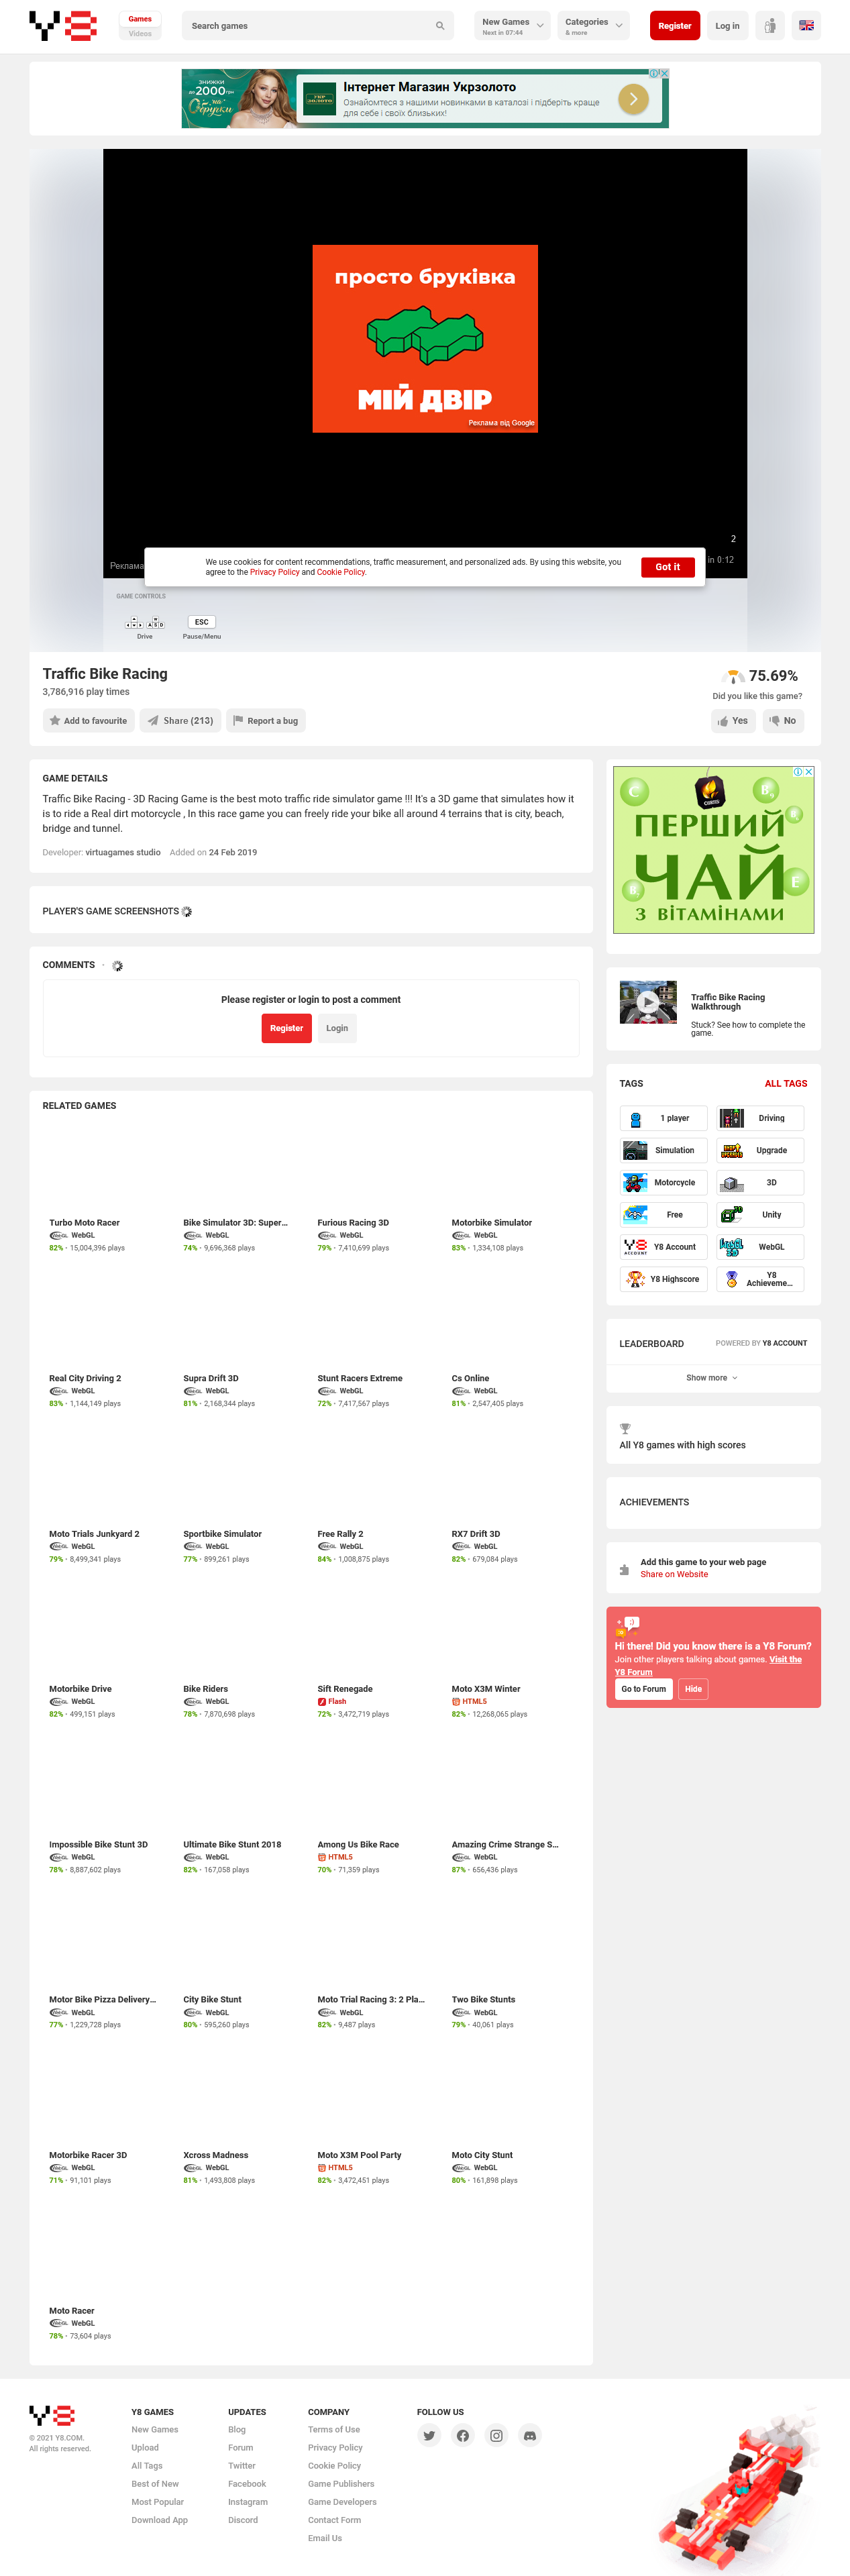 Y8
Games
Videos
Search games
New Games
Next in 07:44
Categories
& more
Register
Log in
ЗНИЖКИ
до 2000 ГРН
на
Обручки
УКР ЗОЛОТО
Інтернет Магазин Укрзолото
Ознайомтеся з нашими новинками в каталозі і підберіть краще
для себе і своїх близьких!
просто бруківка
МІЙ ДВІР
Реклама від Google
2
Реклама
in 0:12
We use cookies for content recommendations, traffic measurement, and personalized ads. By using this website, you
agree to the Privacy Policy and Cookie Policy.
Got it
GAME CONTROLS
W
A S D
ESC
Drive
Pause/Menu
Traffic Bike Racing
3,786,916 play times
75.69%
Did you like this game?
Add to favourite
Share (213)
Report a bug
Yes
No
GAME DETAILS
Traffic Bike Racing - 3D Racing Game is the best moto traffic ride simulator game !!! It's a 3D game that simulates how it
is to ride a Real dirt motorcycle , In this race game you can freely ride your bike all around 4 terrains that is city, beach,
bridge and tunnel.
Developer: virtuagames studio Added on 24 Feb 2019
PLAYER'S GAME SCREENSHOTS
COMMENTS ·
Please register or login to post a comment
Register
Login
ПЕРШИЙ
ЧАЙ
З ВІТАМІНАМИ
Traffic Bike Racing
Walkthrough
Stuck? See how to complete the
game.
TAGS
ALL TAGS
1 player
Driving
Simulation
Upgrade
Motorcycle
3D
Free
Unity
Y8 Account
WebGL
Y8 Highscore
Y8
Achieveme...
LEADERBOARD
POWERED BY Y8 ACCOUNT
Show more
All Y8 games with high scores
ACHIEVEMENTS
Add this game to your web page
Share on Website
Hi there! Did you know there is a Y8 Forum?
Join other players talking about games. Visit the
Y8 Forum
Go to Forum
Hide
RELATED GAMES
Turbo Moto Racer
WebGL
82% · 15,004,396 plays
Bike Simulator 3D: Super...
WebGL
74% · 9,696,368 plays
Furious Racing 3D
WebGL
79% · 7,410,699 plays
Motorbike Simulator
WebGL
83% · 1,334,108 plays
Real City Driving 2
WebGL
83% · 1,144,149 plays
Supra Drift 3D
WebGL
81% · 2,168,344 plays
Stunt Racers Extreme
WebGL
72% · 7,417,567 plays
Cs Online
WebGL
81% · 2,547,405 plays
Moto Trials Junkyard 2
WebGL
79% · 8,499,341 plays
Sportbike Simulator
WebGL
77% · 899,261 plays
Free Rally 2
WebGL
84% · 1,008,875 plays
RX7 Drift 3D
WebGL
82% · 679,084 plays
Motorbike Drive
WebGL
82% · 499,151 plays
Bike Riders
WebGL
78% · 7,870,698 plays
Sift Renegade
Flash
72% · 3,472,719 plays
Moto X3M Winter
HTML5
82% · 12,268,065 plays
Impossible Bike Stunt 3D
WebGL
78% · 8,887,602 plays
Ultimate Bike Stunt 2018
WebGL
82% · 167,058 plays
Among Us Bike Race
HTML5
70% · 71,359 plays
Amazing Crime Strange S...
WebGL
87% · 656,436 plays
Motor Bike Pizza Delivery...
WebGL
77% · 1,229,728 plays
City Bike Stunt
WebGL
80% · 595,260 plays
Moto Trial Racing 3: 2 Pla...
WebGL
82% · 9,487 plays
Two Bike Stunts
WebGL
79% · 40,061 plays
Motorbike Racer 3D
WebGL
71% · 91,101 plays
Xcross Madness
WebGL
81% · 1,493,808 plays
Moto X3M Pool Party
HTML5
82% · 3,472,451 plays
Moto City Stunt
WebGL
80% · 161,898 plays
Moto Racer
WebGL
78% · 73,604 plays
Y8
© 2021 Y8.COM.
All rights reserved.
Y8 GAMES
New Games
Upload
All Tags
Best of New
Most Popular
Download App
UPDATES
Blog
Forum
Twitter
Facebook
Instagram
Discord
COMPANY
Terms of Use
Privacy Policy
Cookie Policy
Game Publishers
Game Developers
Contact Form
Email Us
FOLLOW US